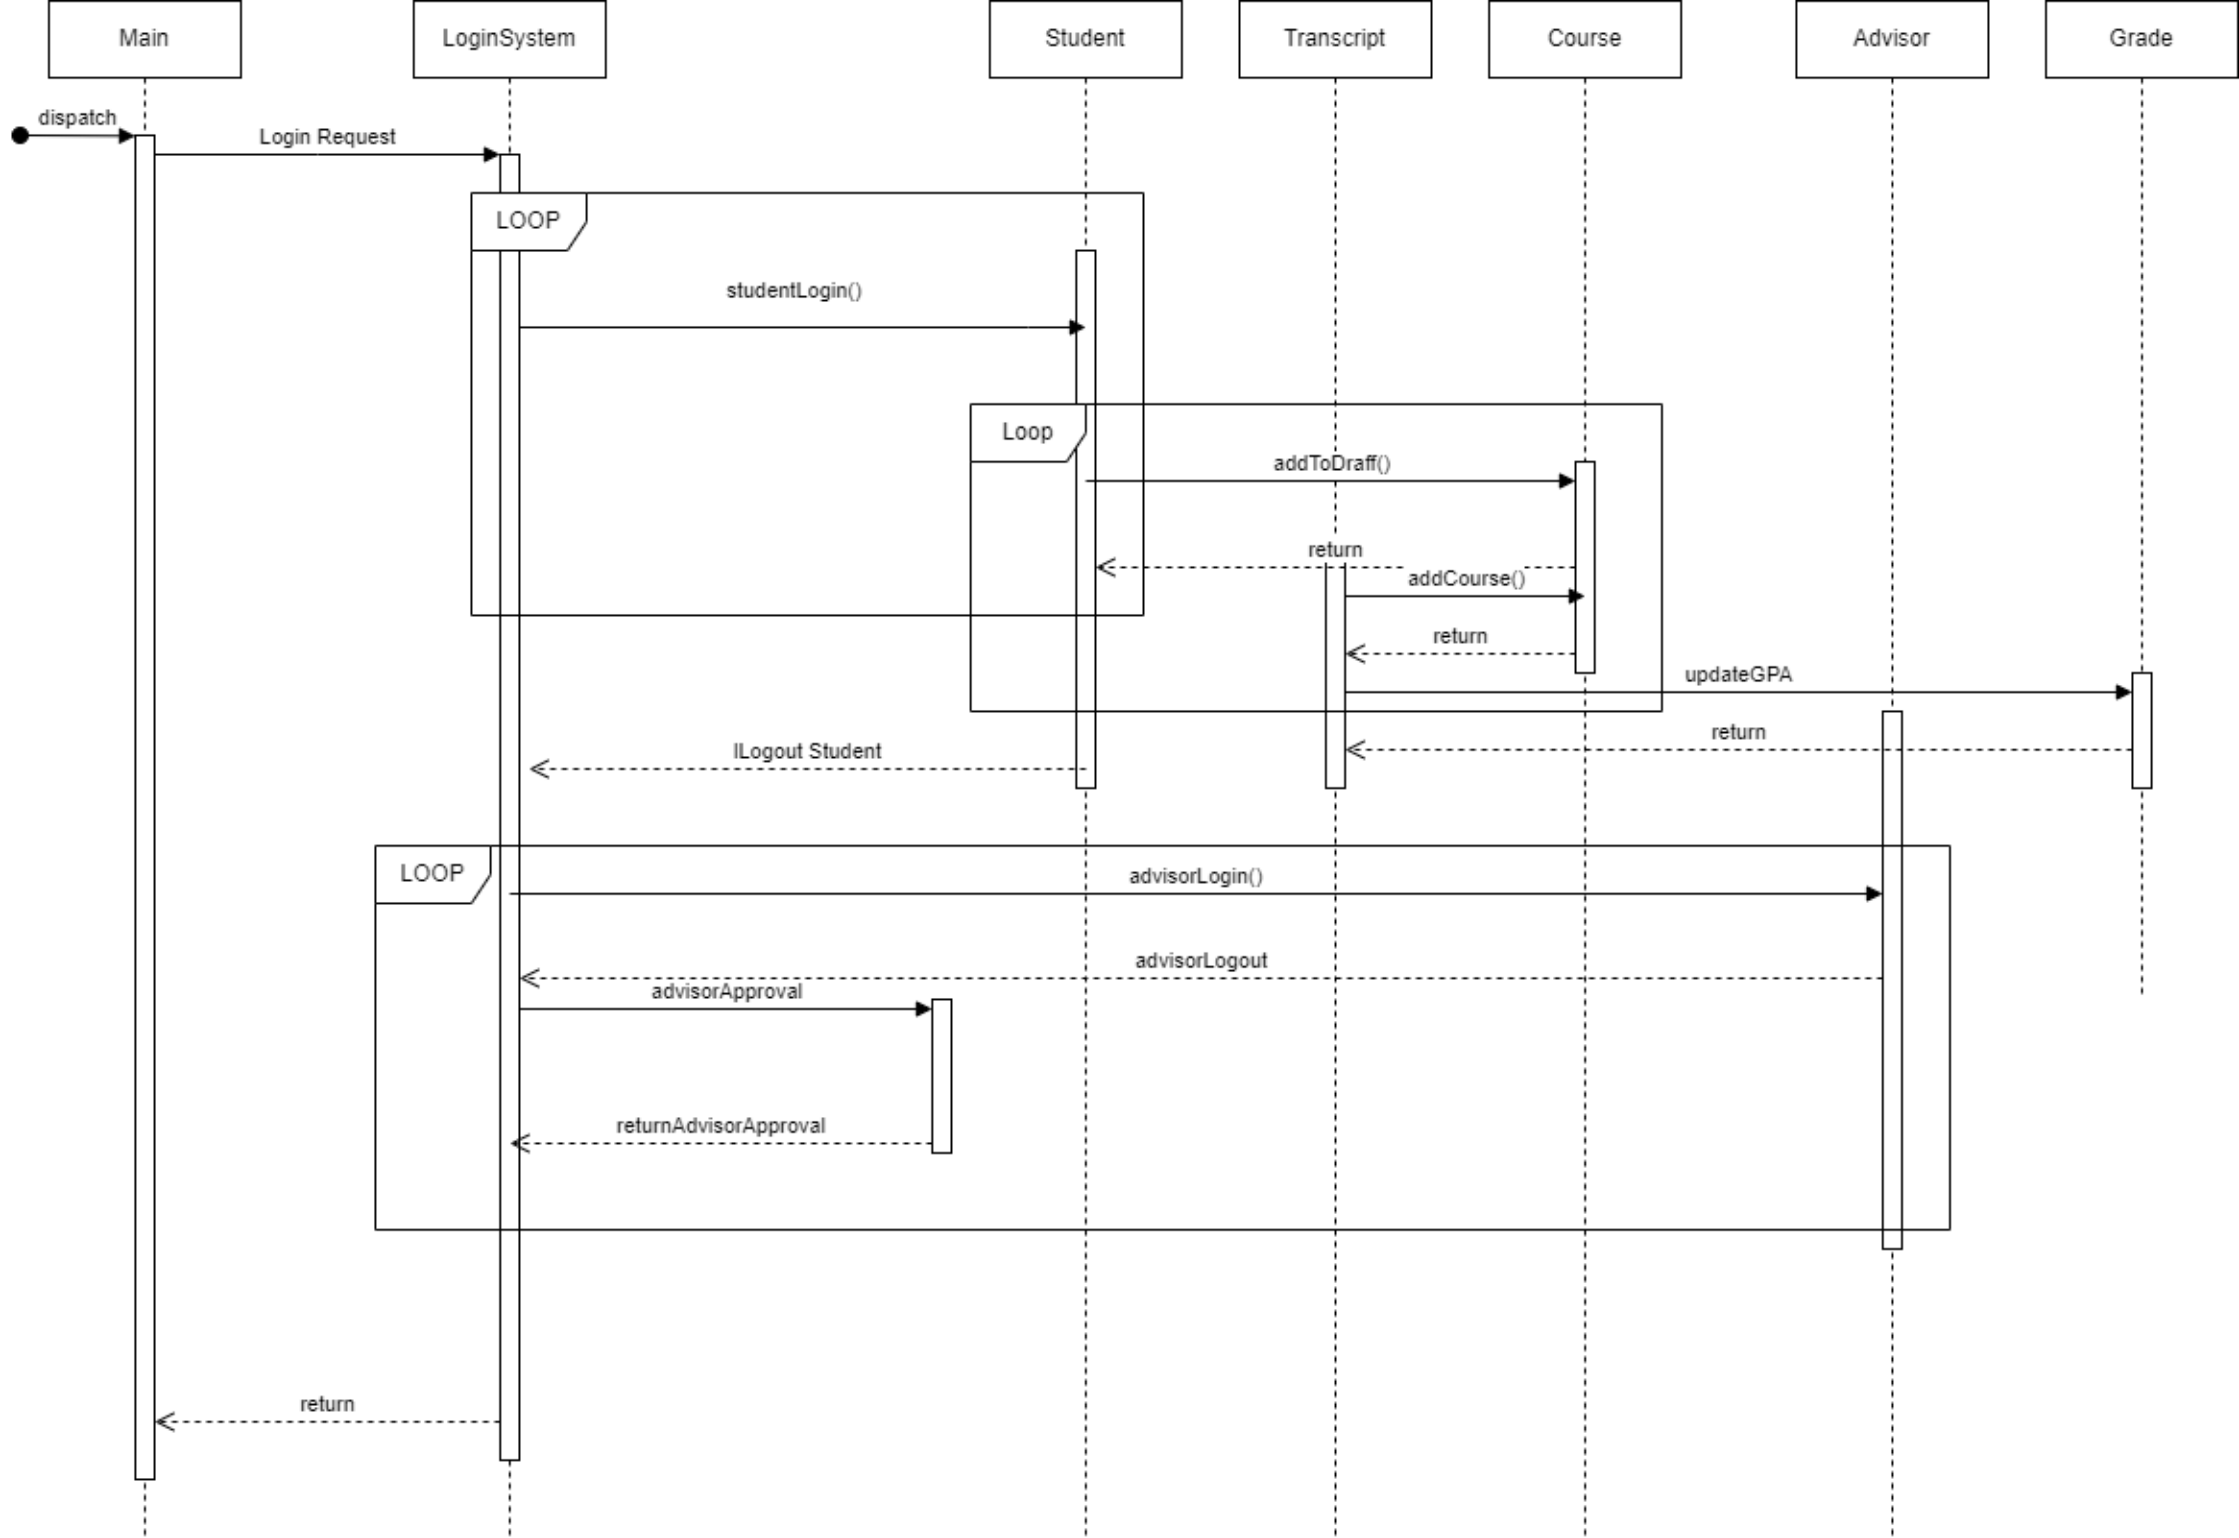 Main
LoginSystem
Student
Transcript
Course
Advisor
Grade
dispatch
Login Request
LOOP
studentLogin()
Loop
addToDraff()
return
addCourse()
return
updateGPA
return
lLogout Student
LOOP
advisorLogin()
advisorLogout
advisorApproval
returnAdvisorApproval
return